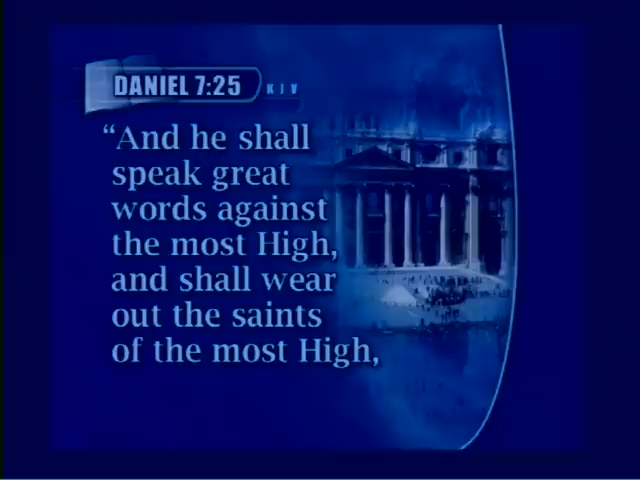 DANIEL 7:25 KJV
“And he shall
speak great
words against
the most High,
and shall wear
out the saints
of the most High,